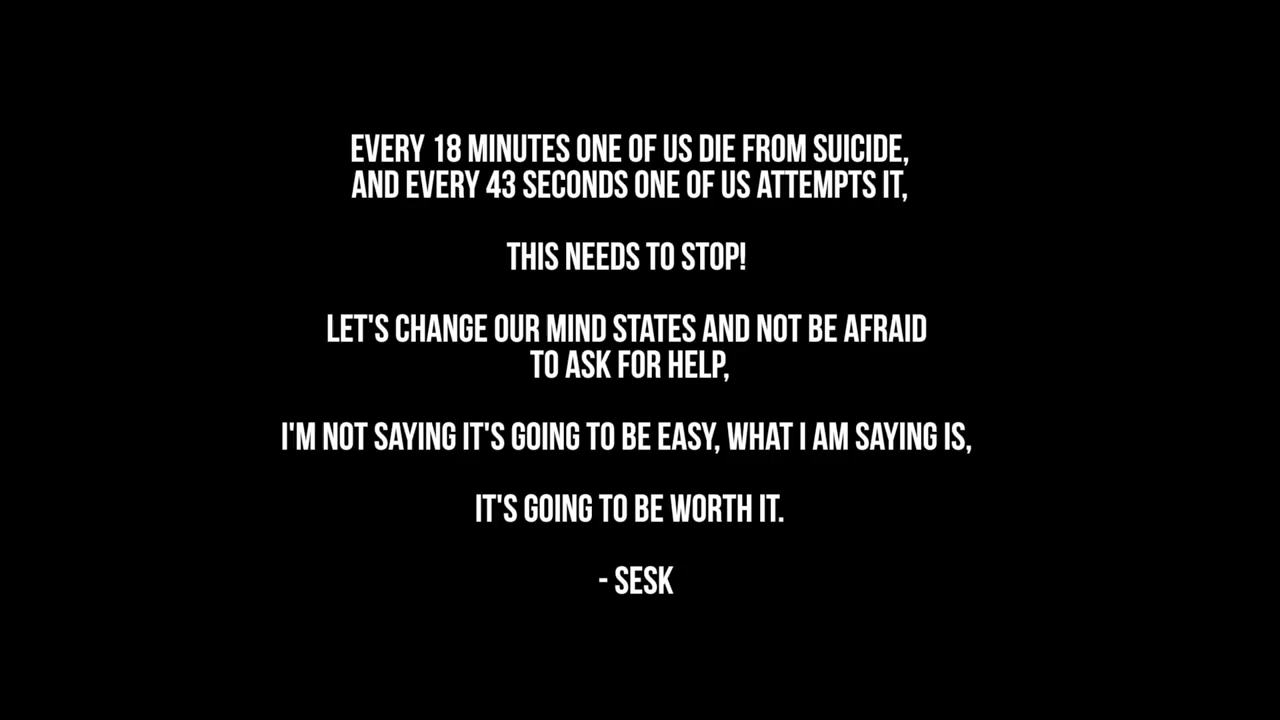 EVERY 18 MINUTES ONE OF US DIE FROM SUICIDE,
AND EVERY 43 SECONDS ONE OF US ATTEMPTS IT,
THIS NEEDS TO STOP!
LET'S CHANGE OUR MIND STATES AND NOT BE AFRAID
TO ASK FOR HELP,
I'M NOT SAYING IT'S GOING TO BE EASY, WHAT I AM SAYING IS,
IT'S GOING TO BE WORTH IT.
- SESK